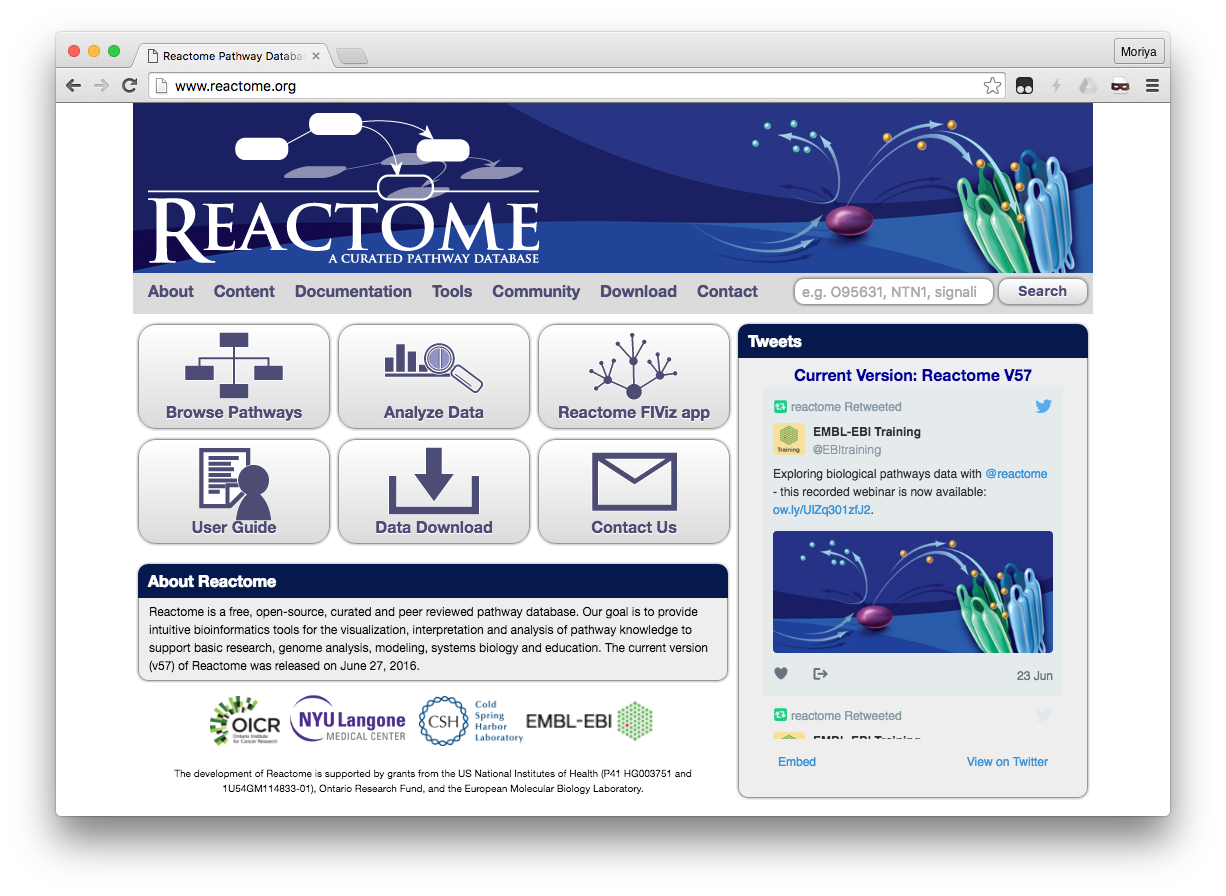 Reactome Pathway Databa
Moriya
www.reactome.org
REACTOME
A CURATED PATHWAY DATABASE
About Content Documentation Tools Community Download Contact e.g. O95631, NTN1, signali Search
Browse Pathways Analyze Data Reactome FIViz app
User Guide Data Download Contact Us
About Reactome
Reactome is a free, open-source, curated and peer reviewed pathway database. Our goal is to provide
intuitive bioinformatics tools for the visualization, interpretation and analysis of pathway knowledge to
support basic research, genome analysis, modeling, systems biology and education. The current version
(v57) of Reactome was released on June 27, 2016.
OICR
Ontario Institute
for Cancer Research
NYU Langone
MEDICAL CENTER
CSH
Cold
Spring
Harbor
Laboratory
EMBL-EBI
The development of Reactome is supported by grants from the US National Institutes of Health (P41 HG003751 and
1U54GM114833-01), Ontario Research Fund, and the European Molecular Biology Laboratory.
Tweets
Current Version: Reactome V57
reactome Retweeted
Training
EMBL-EBI Training
@EBItraining
Exploring biological pathways data with @reactome
- this recorded webinar is now available:
ow.ly/UIZq301zfJ2.
23 Jun
reactome Retweeted
EMBL-EBI Training
Embed View on Twitter